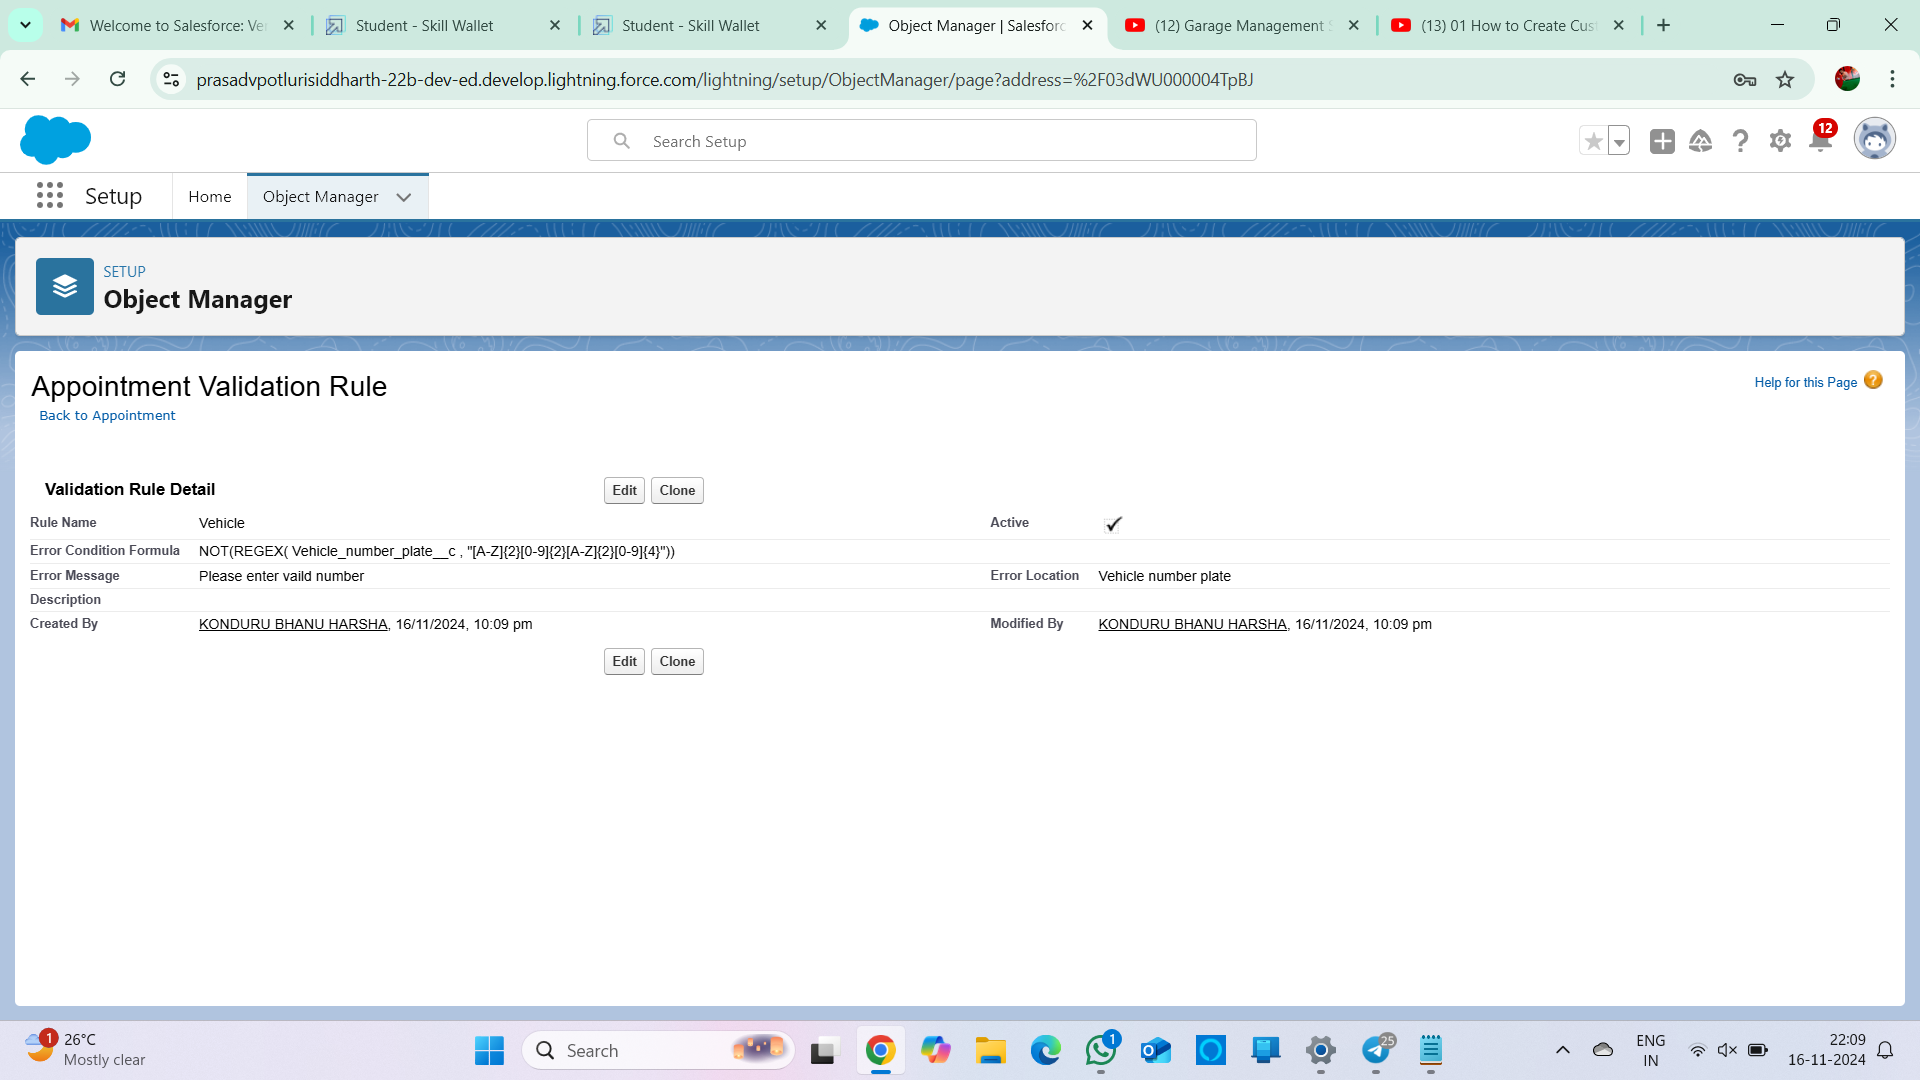 Welcome to Salesforce: Ve
Student - Skill Wallet
Student - Skill Wallet
Object Manager | Salesforc
(12) Garage Management S
(13) 01 How to Create Cus
prasadvpotlurisiddharth-22b-dev-ed.develop.lightning.force.com/lightning/setup/ObjectManager/page?address=%2F03dWU000004TpBJ
Search Setup
12
Setup
Home
Object Manager
SETUP
Object Manager
Appointment Validation Rule
Help for this Page
Back to Appointment
Validation Rule Detail
Edit
Clone
Rule Name
Vehicle
Active
Error Condition Formula
NOT(REGEX( Vehicle_number_plate__c , "[A-Z]{2}[0-9]{2}[A-Z]{2}[0-9]{4}"))
Error Message
Please enter vaild number
Error Location
Vehicle number plate
Description
Created By
KONDURU BHANU HARSHA, 16/11/2024, 10:09 pm
Modified By
KONDURU BHANU HARSHA, 16/11/2024, 10:09 pm
Edit
Clone
1
26°C
Mostly clear
Search
1
25
ENG
IN
22:09
16-11-2024